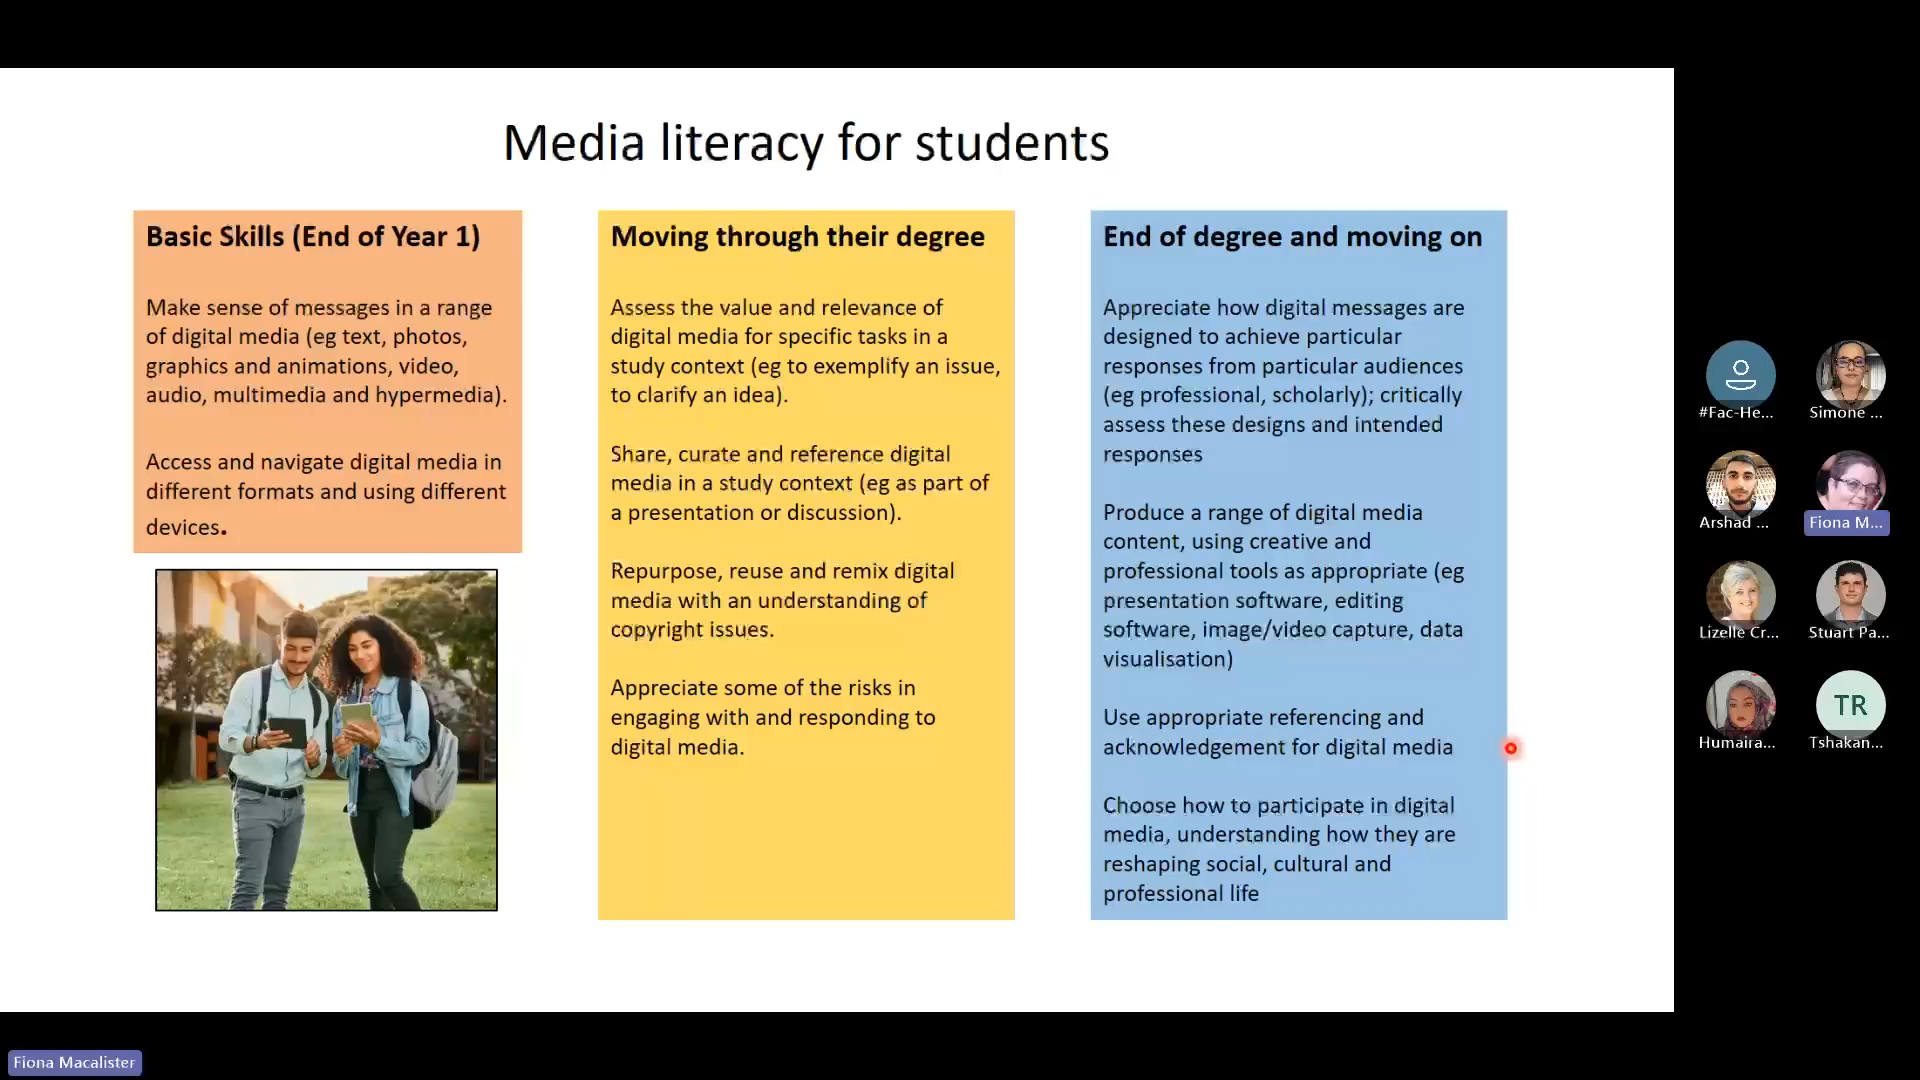 Media literacy for students
Basic Skills (End of Year 1)
Make sense of messages in a range
of digital media (eg text, photos,
graphics and animations, video,
audio, multimedia and hypermedia).
Access and navigate digital media in
different formats and using different
devices.
Moving through their degree
Assess the value and relevance of
digital media for specific tasks in a
study context (eg to exemplify an issue,
to clarify an idea).
Share, curate and reference digital
media in a study context (eg as part of
a presentation or discussion).
Repurpose, reuse and remix digital
media with an understanding of
copyright issues.
Appreciate some of the risks in
engaging with and responding to
digital media.
End of degree and moving on
Appreciate how digital messages are
designed to achieve particular
responses from particular audiences
(eg professional, scholarly); critically
assess these designs and intended
responses
Produce a range of digital media
content, using creative and
professional tools as appropriate (eg
presentation software, editing
software, image/video capture, data
visualisation)
Use appropriate referencing and
acknowledgement for digital media
Choose how to participate in digital
media, understanding how they are
reshaping social, cultural and
professional life
#Fac-He...
Simone ...
Arshad ...
Fiona M...
Lizelle Cr...
Stuart Pa...
Humaira...
TR
Tshakan...
Fiona Macalister